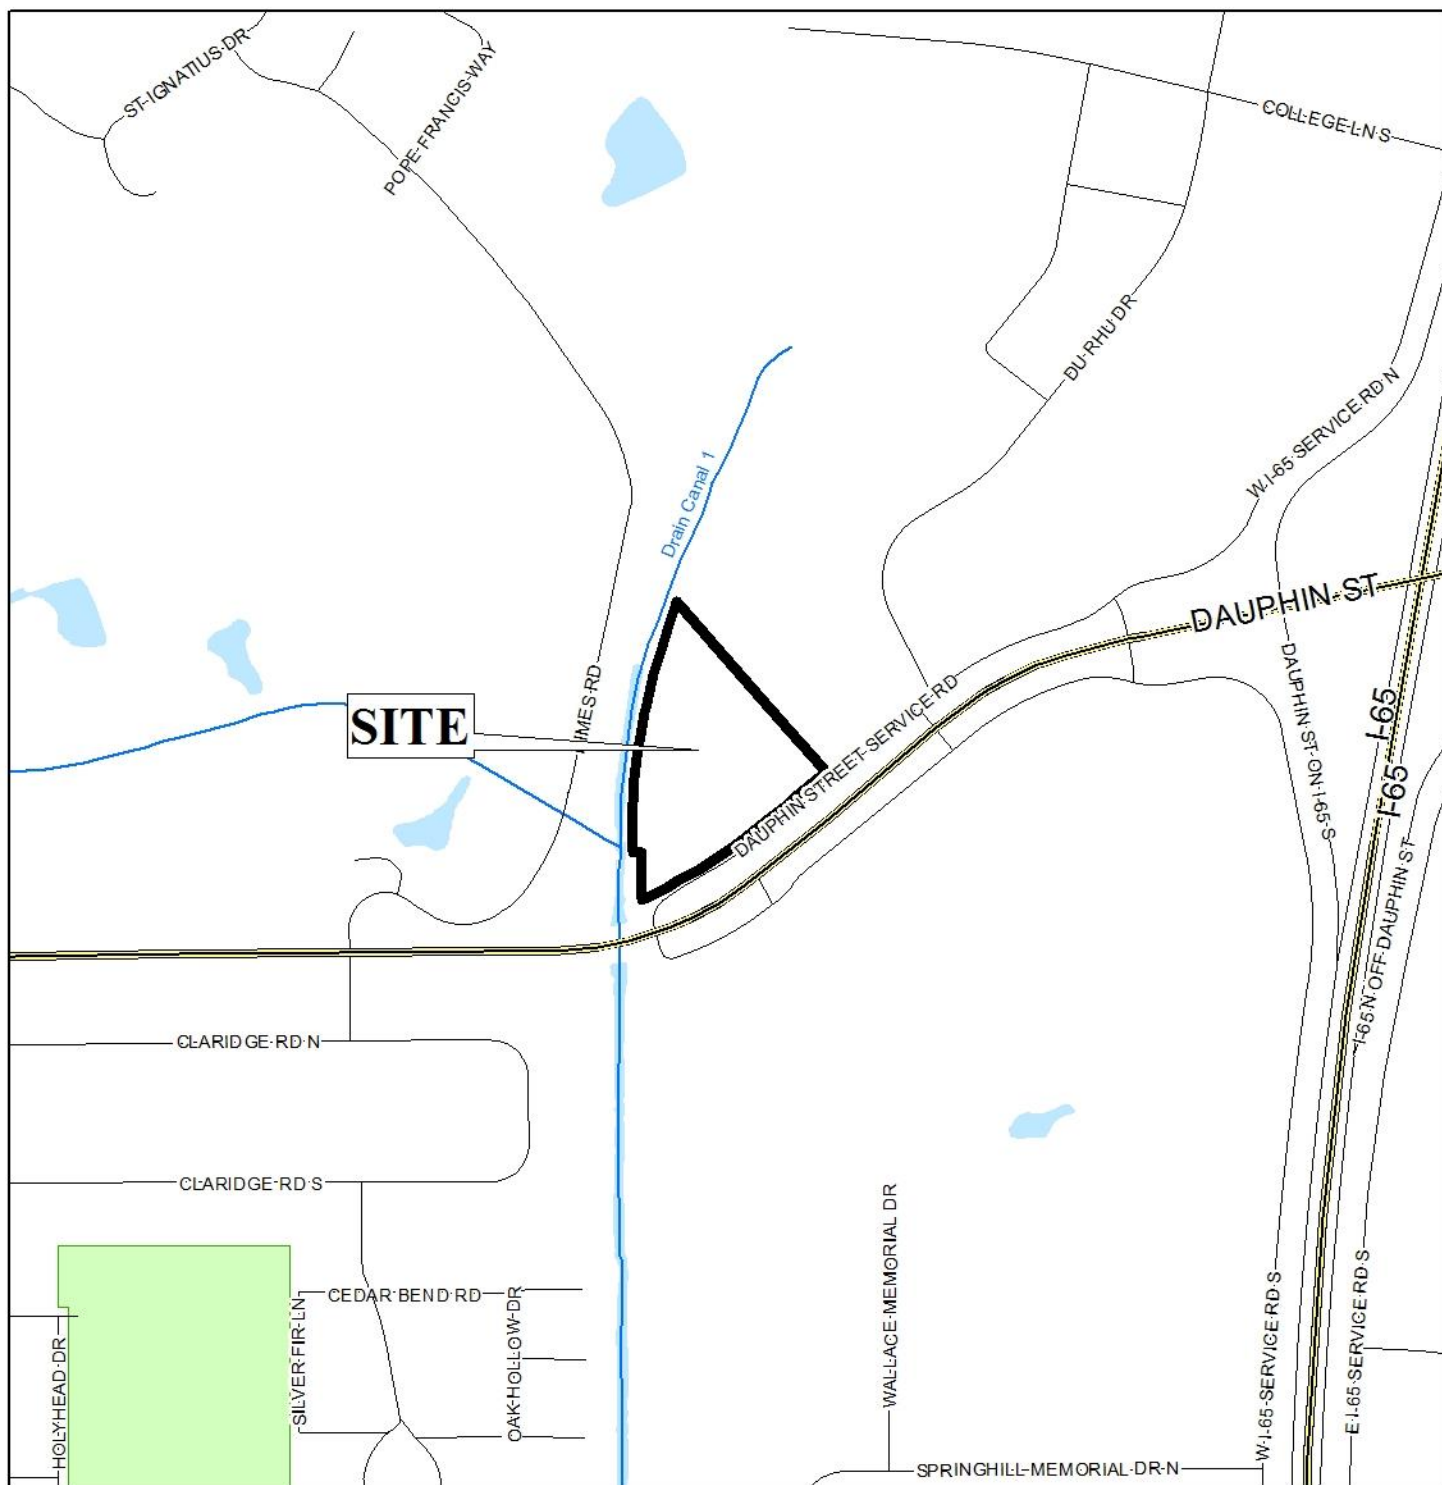 ST IGNATIUS DR
POPE FRANCIS WAY
COLLEGE LN S
DU RHU DR
W I-65 SERVICE RD N
Drain Canal 1
DAUPHIN ST
IMES RD
SITE
DAUPHIN STREET SERVICE RD
DAUPHIN ST ON I-65 S
I-65
I-65
I-65 N OFF DAUPHIN ST
CLARIDGE RD N
CLARIDGE RD S
CEDAR BEND RD
SILVER FIR LN
OAK HOLLOW DR
HOLYHEAD DR
WALLACE MEMORIAL DR
W I-65 SERVICE RD S
E I-65 SERVICE RD S
SPRINGHILL MEMORIAL DR N